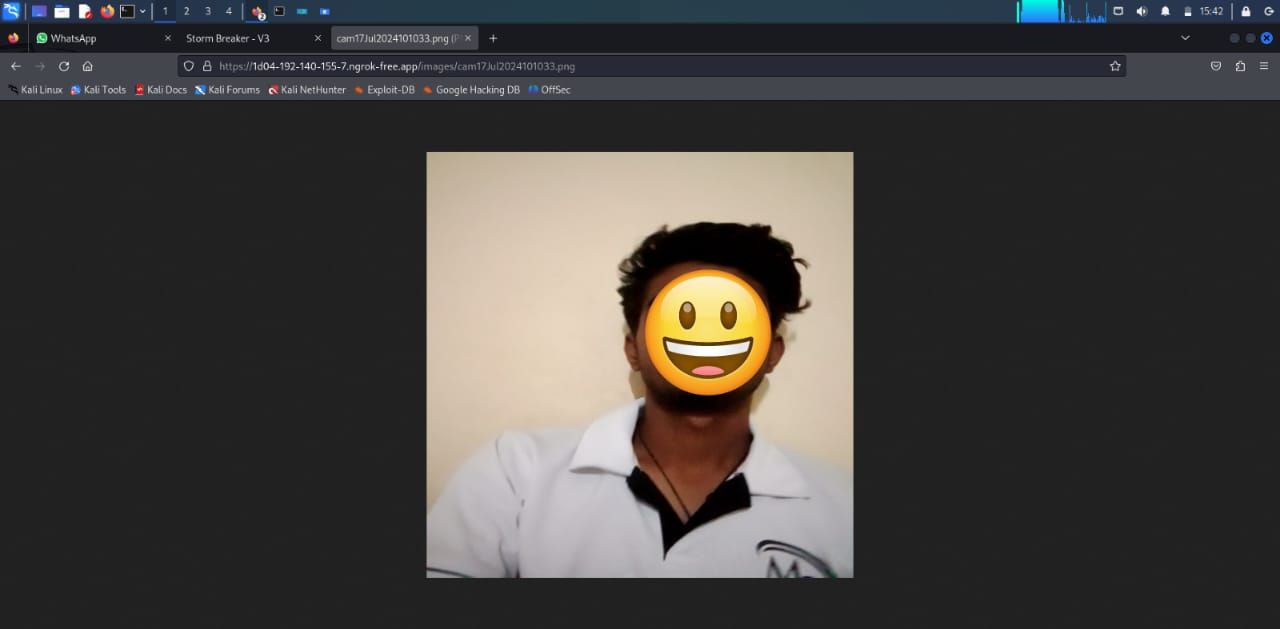 1 2 3 4 15:42
WhatsApp Storm Breaker - V3 cam17Jul2024101033.png (P
https://1d04-192-140-155-7.ngrok-free.app/images/cam17Jul2024101033.png
Kali Linux Kali Tools Kali Docs Kali Forums Kali NetHunter Exploit-DB Google Hacking DB OffSec
M